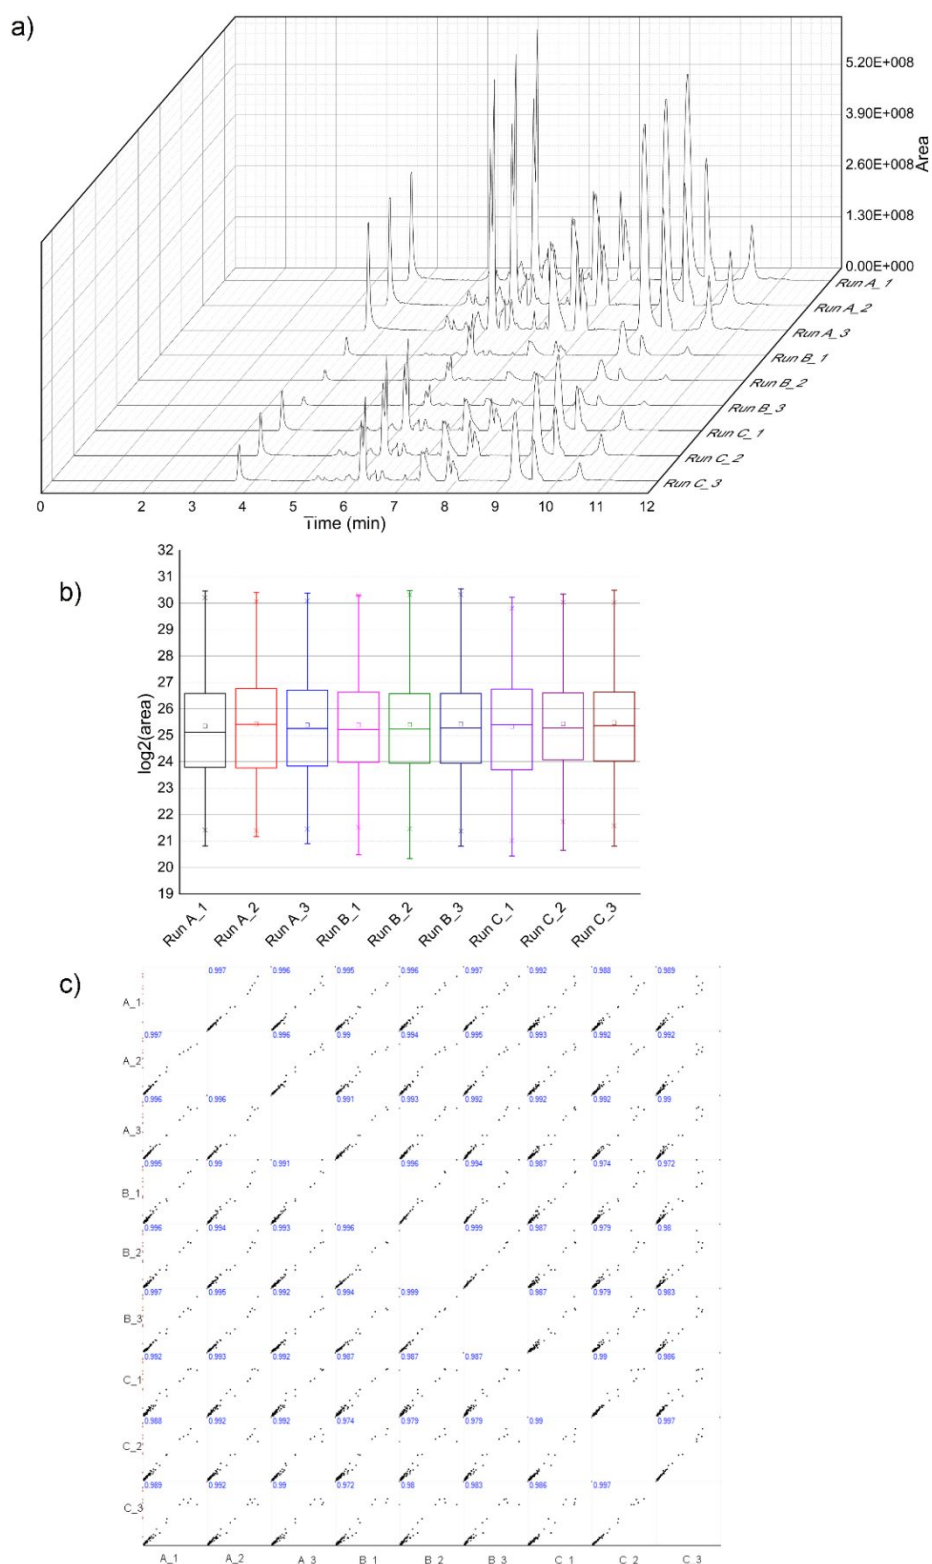 a)
5.20E+008
3.90E+008
2.60E+008
1.30E+008
0.00E+000
Area
Run A_1
Run A_2
Run A_3
Run B_1
Run B_2
Run B_3
Run C_1
Run C_2
Run C_3
0 2 3 4 5 6 7 8 9 10 11 12
Time (min)
b)
32
31
30
29
28
27
26
25
24
23
22
21
20
19
log2(area)
Run A_1 Run A_2 Run A_3 Run B_1 Run B_2 Run B_3 Run C_1 Run C_2 Run C_3
c)
A_1 0.997 0.996 0.995 0.996 0.997 0.992 0.988 0.989
A_2 0.997 0.996 0.99 0.994 0.995 0.993 0.992 0.992
A_3 0.996 0.996 0.991 0.993 0.992 0.992 0.992 0.99
B_1 0.995 0.99 0.991 0.996 0.994 0.987 0.974 0.972
B_2 0.996 0.994 0.993 0.996 0.999 0.987 0.979 0.98
B_3 0.997 0.995 0.992 0.994 0.999 0.987 0.979 0.983
C_1 0.992 0.993 0.992 0.987 0.987 0.987 0.99 0.986
C_2 0.988 0.992 0.992 0.974 0.979 0.979 0.99 0.997
C_3 0.989 0.992 0.99 0.972 0.98 0.983 0.986 0.997
A_1 A_2 A_3 B_1 B_2 B_3 C_1 C_2 C_3